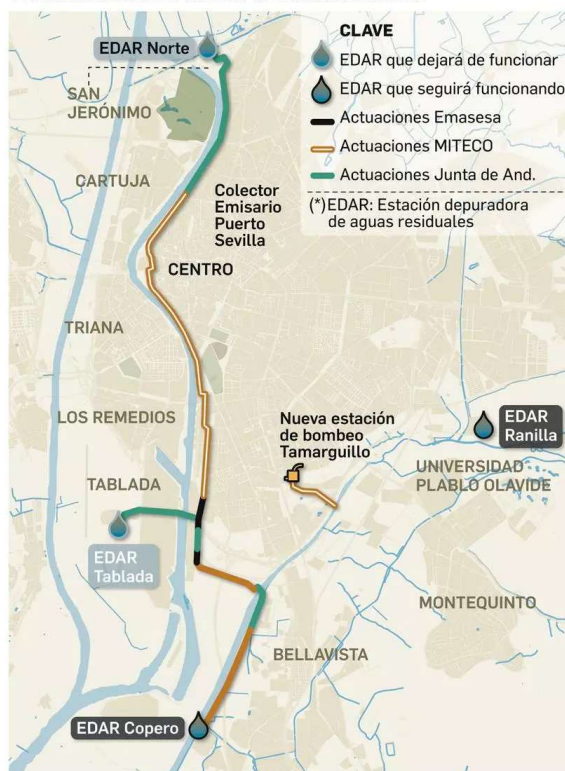 CLAVE
EDAR que dejará de funcionar
EDAR que seguirá funcionando
Actuaciones Emasesa
Actuaciones MITECO
Actuaciones Junta de And.
(*)EDAR: Estación depuradora
de aguas residuales
EDAR Norte
SAN
JERÓNIMO
CARTUJA
Colector
Emisario
Puerto
Sevilla
CENTRO
TRIANA
LOS REMEDIOS
Nueva estación
de bombeo
Tamarguillo
EDAR
Ranilla
UNIVERSIDAD
PLABLO OLAVIDE
TABLADA
EDAR
Tablada
MONTEQUINTO
BELLAVISTA
EDAR Copero